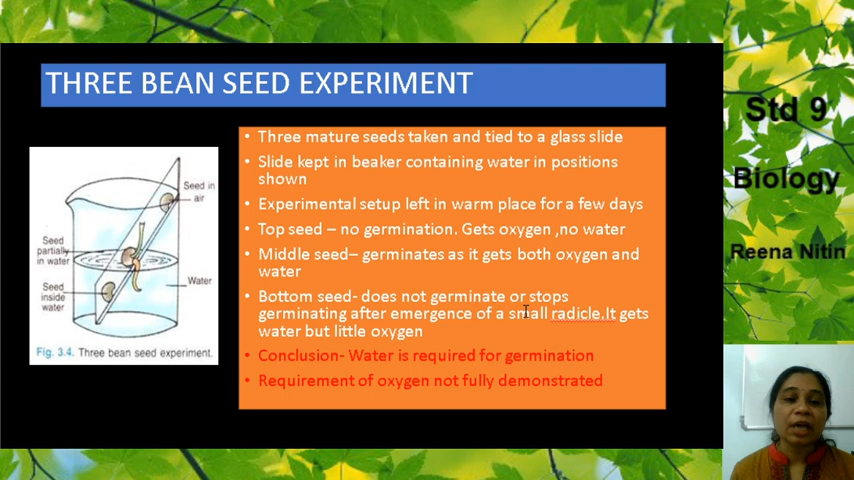 THREE BEAN SEED EXPERIMENT
• Three mature seeds taken and tied to a glass slide
• Slide kept in beaker containing water in positions
shown
• Experimental setup left in warm place for a few days
• Top seed – no germination. Gets oxygen ,no water
• Middle seed– germinates as it gets both oxygen and
water
• Bottom seed- does not germinate or stops
germinating after emergence of a small radicle.It gets
water but little oxygen
• Conclusion- Water is required for germination
• Requirement of oxygen not fully demonstrated
Seed in
air
Seed
partially
in water
Seed
inside
water
Water
Fig. 3.4. Three bean seed experiment.
Std 9
Biology
Reena Nitin